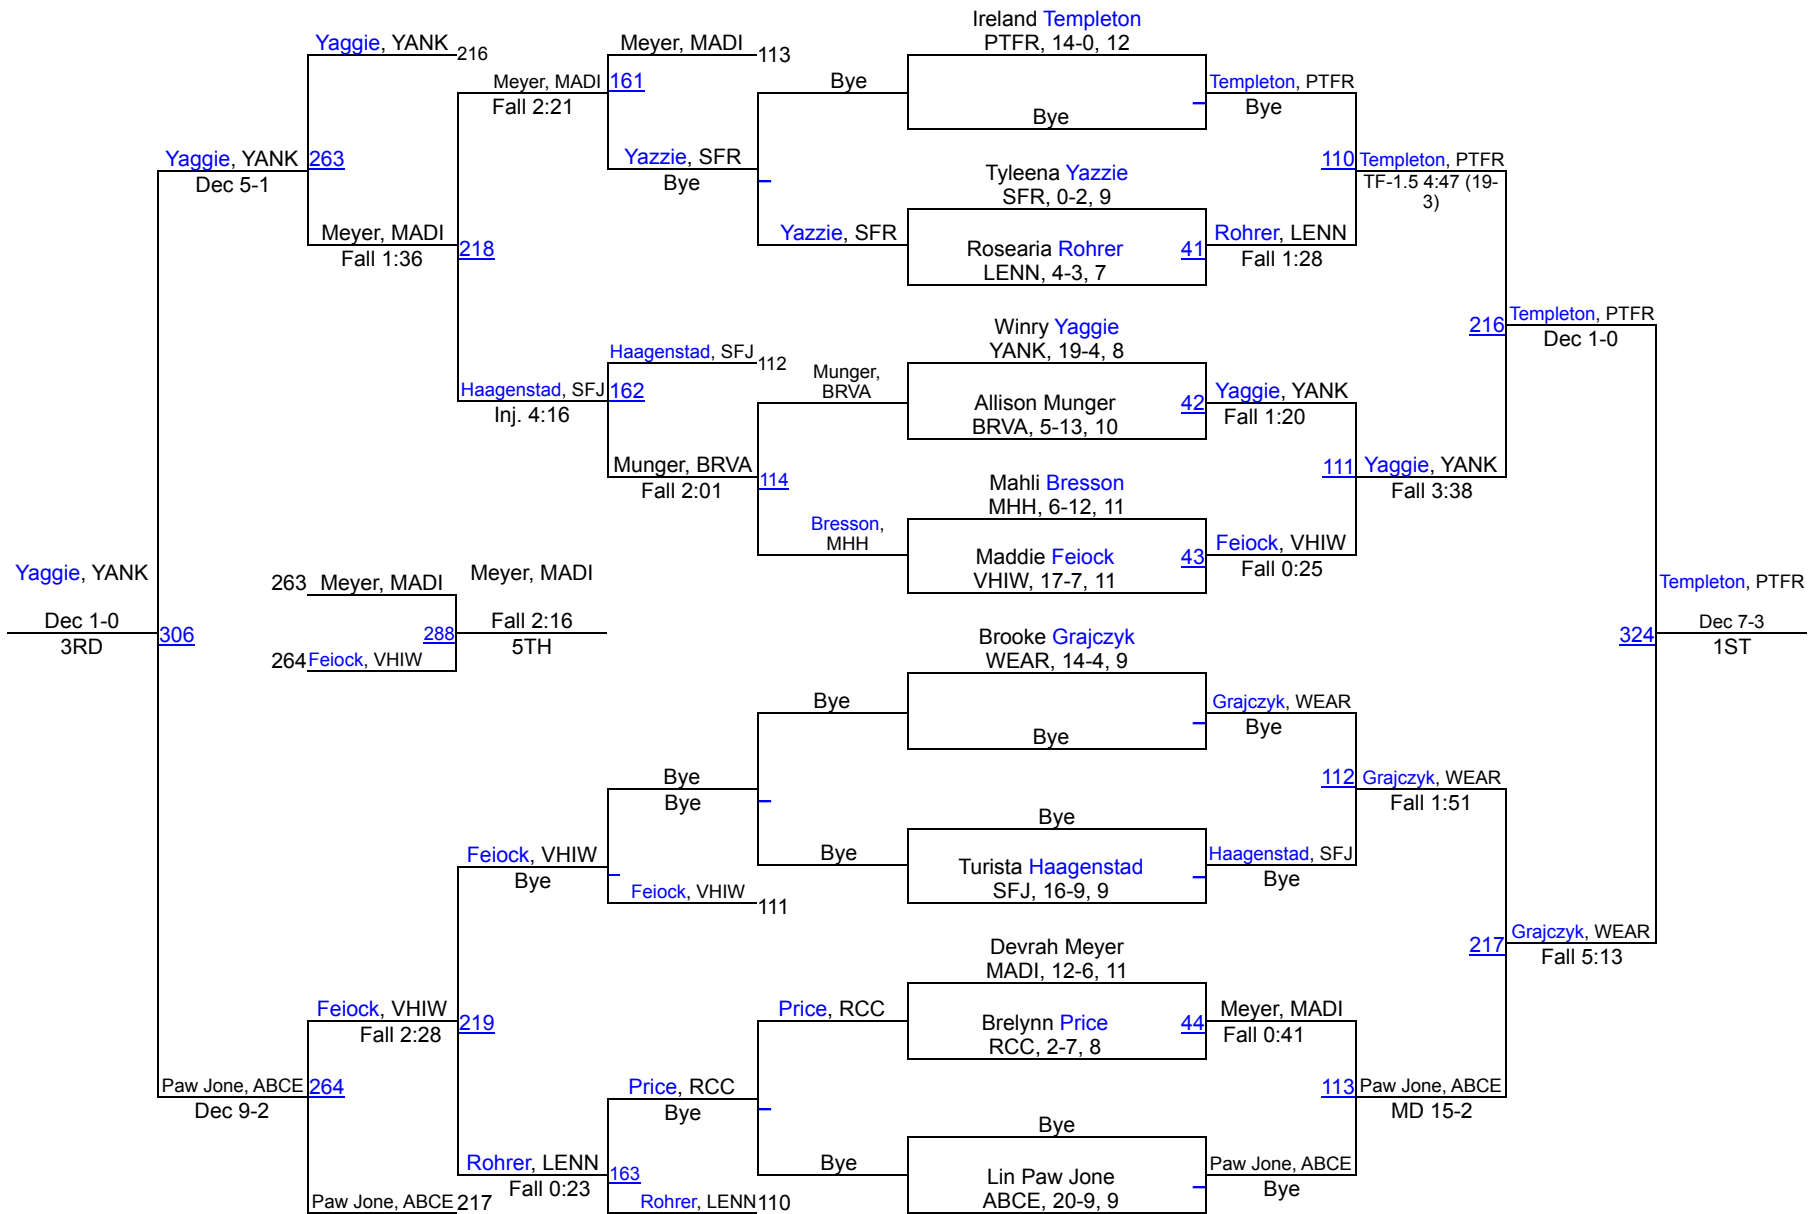 Ireland Templeton
PTFR, 14-0, 12
Yaggie, YANK
216
Meyer, MADI
113
Meyer, MADI
161
Fall 2:21
Bye
Bye
Templeton, PTFR
Bye
Yaggie, YANK
263
Dec 5-1
Yazzie, SFR
Bye
Tyleena Yazzie
SFR, 0-2, 9
110
Templeton, PTFR
TF-1.5 4:47 (19-
3)
Meyer, MADI
218
Fall 1:36
Yazzie, SFR
Rosearia Rohrer
LENN, 4-3, 7
41
Rohrer, LENN
Fall 1:28
Winry Yaggie
YANK, 19-4, 8
216
Templeton, PTFR
Dec 1-0
Haagenstad, SFJ
112
Munger,
BRVA
Haagenstad, SFJ
162
Inj. 4:16
Allison Munger
BRVA, 5-13, 10
42
Yaggie, YANK
Fall 1:20
Munger, BRVA
114
Fall 2:01
Mahli Bresson
MHH, 6-12, 11
111
Yaggie, YANK
Fall 3:38
Bresson,
MHH
Maddie Feiock
VHIW, 17-7, 11
43
Feiock, VHIW
Fall 0:25
Yaggie, YANK
263
Meyer, MADI
Meyer, MADI
Templeton, PTFR
Dec 1-0
306
3RD
288
Fall 2:16
5TH
324
Dec 7-3
1ST
264
Feiock, VHIW
Brooke Grajczyk
WEAR, 14-4, 9
Bye
Bye
Grajczyk, WEAR
Bye
Bye
Bye
112
Grajczyk, WEAR
Fall 1:51
Bye
Bye
Feiock, VHIW
Bye
Turista Haagenstad
SFJ, 16-9, 9
Haagenstad, SFJ
Bye
Feiock, VHIW
111
Devrah Meyer
MADI, 12-6, 11
217
Grajczyk, WEAR
Fall 5:13
Feiock, VHIW
219
Fall 2:28
Price, RCC
Brelynn Price
RCC, 2-7, 8
44
Meyer, MADI
Fall 0:41
Paw Jone, ABCE
264
Dec 9-2
Price, RCC
Bye
113
Paw Jone, ABCE
MD 15-2
Bye
Rohrer, LENN
163
Fall 0:23
Bye
Lin Paw Jone
ABCE, 20-9, 9
Paw Jone, ABCE
Bye
Paw Jone, ABCE
217
Rohrer, LENN
110